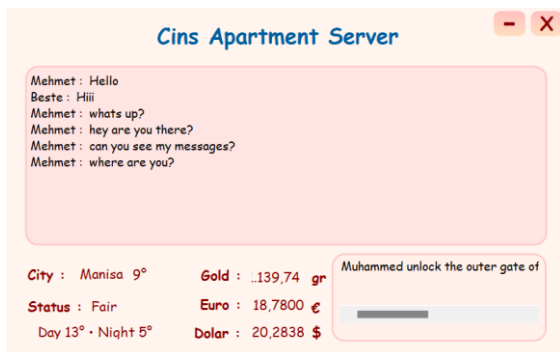 Cins Apartment Server
Mehmet : Hello
Beste : Hiii
Mehmet : whats up?
Mehmet : hey are you there?
Mehmet : can you see my messages?
Mehmet : where are you?
City : Manisa 9°
Status : Fair
Day 13° • Night 5°
Gold : ..139,74 gr
Euro : 18,7800 €
Dolar : 20,2838 $
Muhammed unlock the outer gate of